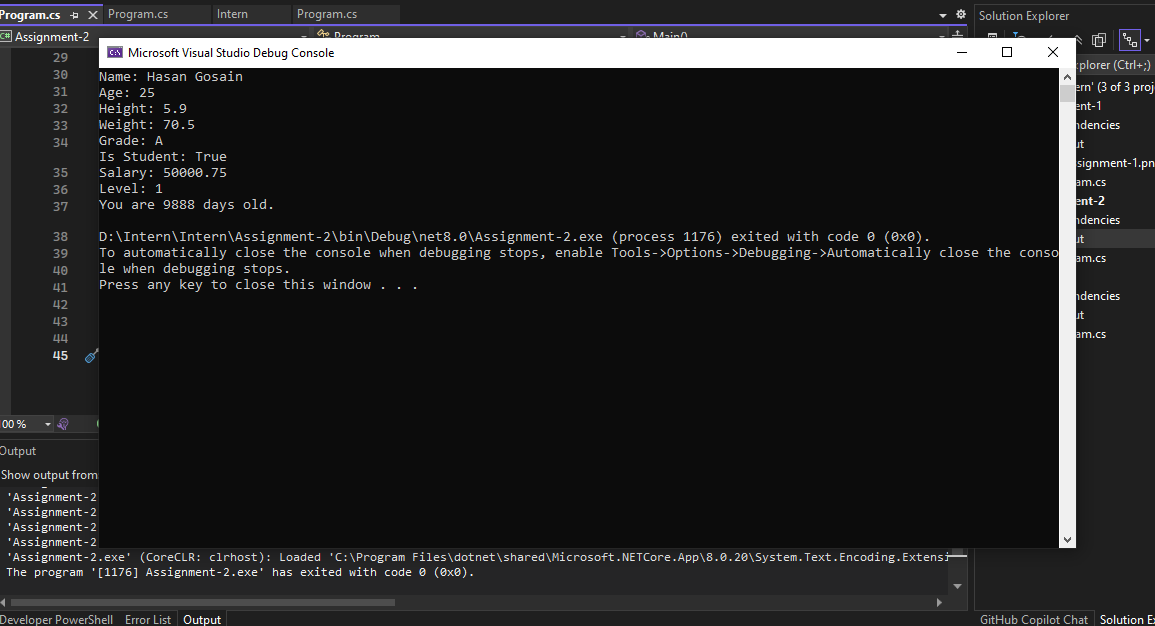 Program.cs
Program.cs
Intern
Program.cs
Solution Explorer
C# Assignment-2
Program
Main()
Microsoft Visual Studio Debug Console
Name: Hasan Gosain
Age: 25
Height: 5.9
Weight: 70.5
Grade: A
Is Student: True
Salary: 50000.75
Level: 1
You are 9888 days old.
D:\Intern\Intern\Assignment-2\bin\Debug\net8.0\Assignment-2.exe (process 1176) exited with code 0 (0x0).
To automatically close the console when debugging stops, enable Tools->Options->Debugging->Automatically close the conso
le when debugging stops.
Press any key to close this window . . .
29
30
31
32
33
34
35
36
37
38
39
40
41
42
43
44
45
plorer (Ctrl+;)
ern' (3 of 3 proj
ent-1
ndencies
ut
signment-1.pn
am.cs
ent-2
ndencies
ut
am.cs
ndencies
ut
am.cs
00 %
Output
Show output from
'Assignment-2
'Assignment-2
'Assignment-2
'Assignment-2
'Assignment-2.exe' (CoreCLR: clrhost): Loaded 'C:\Program Files\dotnet\shared\Microsoft.NETCore.App\8.0.20\System.Text.Encoding.Extensi
The program '[1176] Assignment-2.exe' has exited with code 0 (0x0).
Developer PowerShell
Error List
Output
GitHub Copilot Chat
Solution Ex